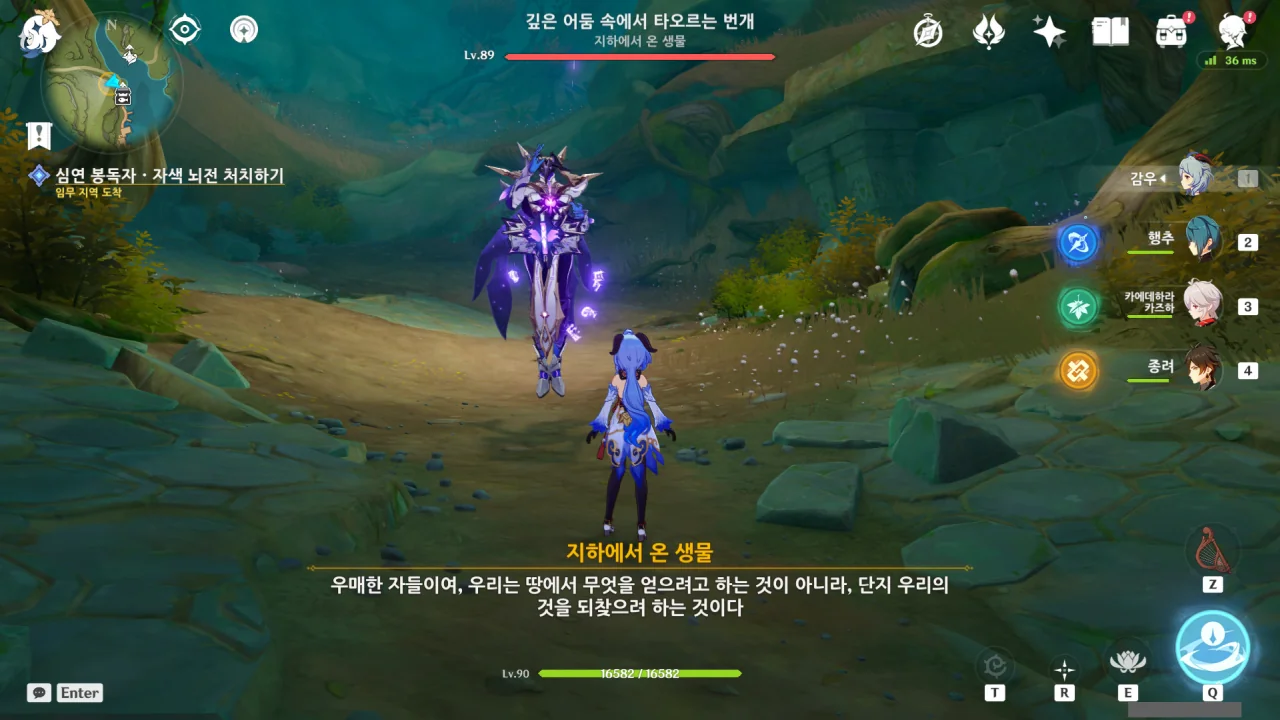 깊은 어둠 속에서 타오르는 번개
지하에서 온 생물
Lv.89
36 ms
N
심연 봉독자 · 자색 뇌전 처치하기
임무 지역 도착
감우
1
행추
2
카에데하라
카즈하
3
종려
4
지하에서 온 생물
우매한 자들이여, 우리는 땅에서 무엇을 얻으려고 하는 것이 아니라, 단지 우리의
것을 되찾으려 하는 것이다
Z
Lv.90
16582 / 16582
Enter
T
R
E
Q